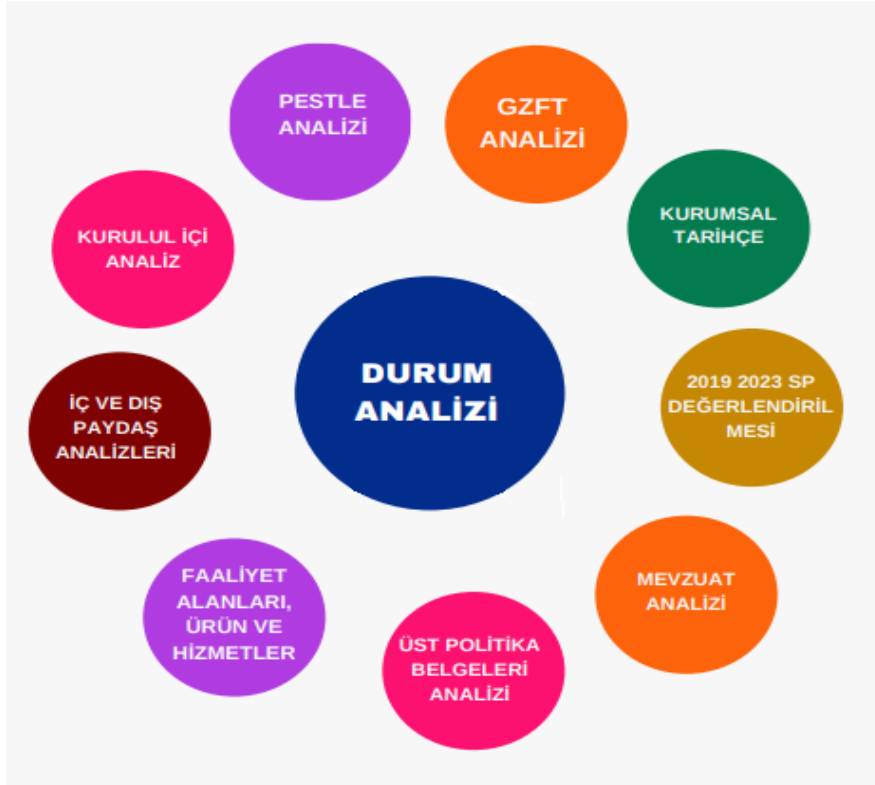 PESTLE
ANALİZİ
GZFT
ANALİZİ
KURUMSAL
TARİHÇE
KURULUL İÇİ
ANALİZ
DURUM
ANALİZİ
2019 2023 SP
DEĞERLENDİRİL
MESİ
İÇ VE DIŞ
PAYDAŞ
ANALİZLERİ
MEVZUAT
ANALİZİ
FAALİYET
ALANLARI,
ÜRÜN VE
HİZMETLER
ÜST POLİTİKA
BELGELERİ
ANALİZİ